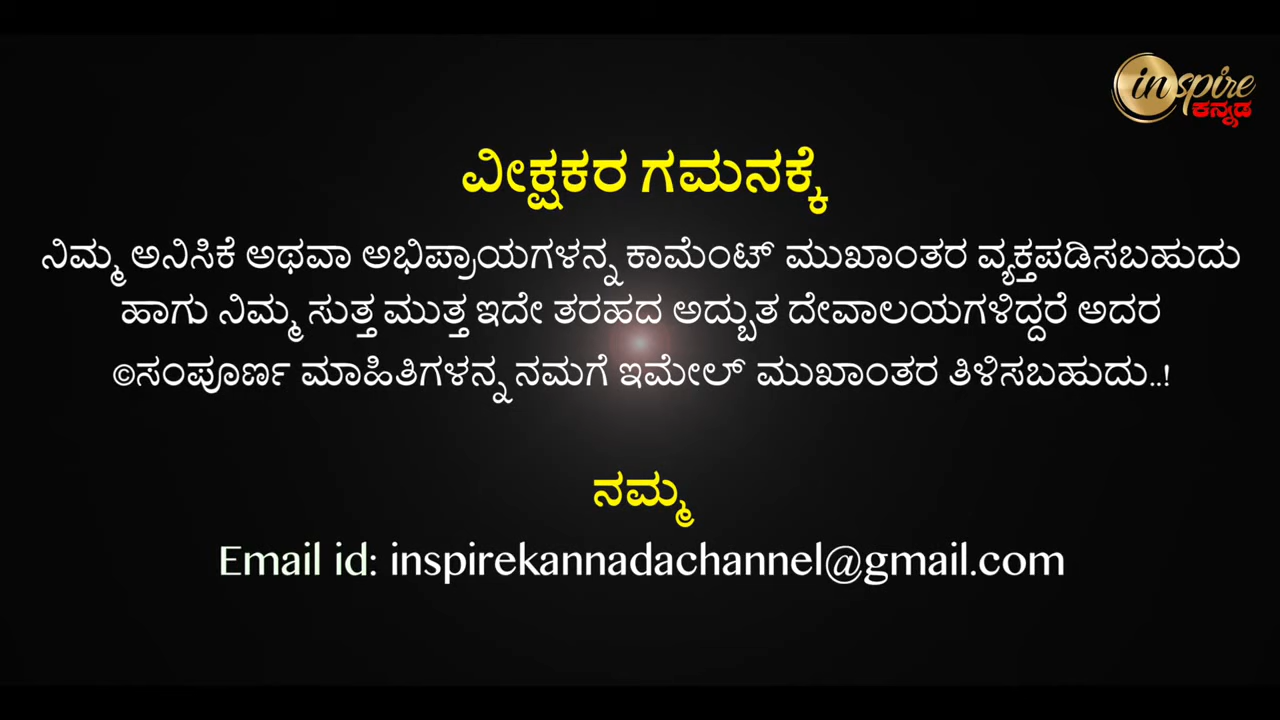 inspire
ಕನ್ನಡ
ವೀಕ್ಷಕರ ಗಮನಕ್ಕೆ
ನಿಮ್ಮ ಅನಿಸಿಕೆ ಅಥವಾ ಅಭಿಪ್ರಾಯಗಳನ್ನ ಕಾಮೆಂಟ್ ಮುಖಾಂತರ ವ್ಯಕ್ತಪಡಿಸಬಹುದು
ಹಾಗು ನಿಮ್ಮ ಸುತ್ತ ಮುತ್ತ ಇದೇ ತರಹದ ಅದ್ಬುತ ದೇವಾಲಯಗಳಿದ್ದರೆ ಅದರ
©ಸಂಪೂರ್ಣ ಮಾಹಿತಿಗಳನ್ನ ನಮಗೆ ಇಮೇಲ್ ಮುಖಾಂತರ ತಿಳಿಸಬಹುದು..!
ನಮ್ಮ
Email id: inspirekannadachannel@gmail.com